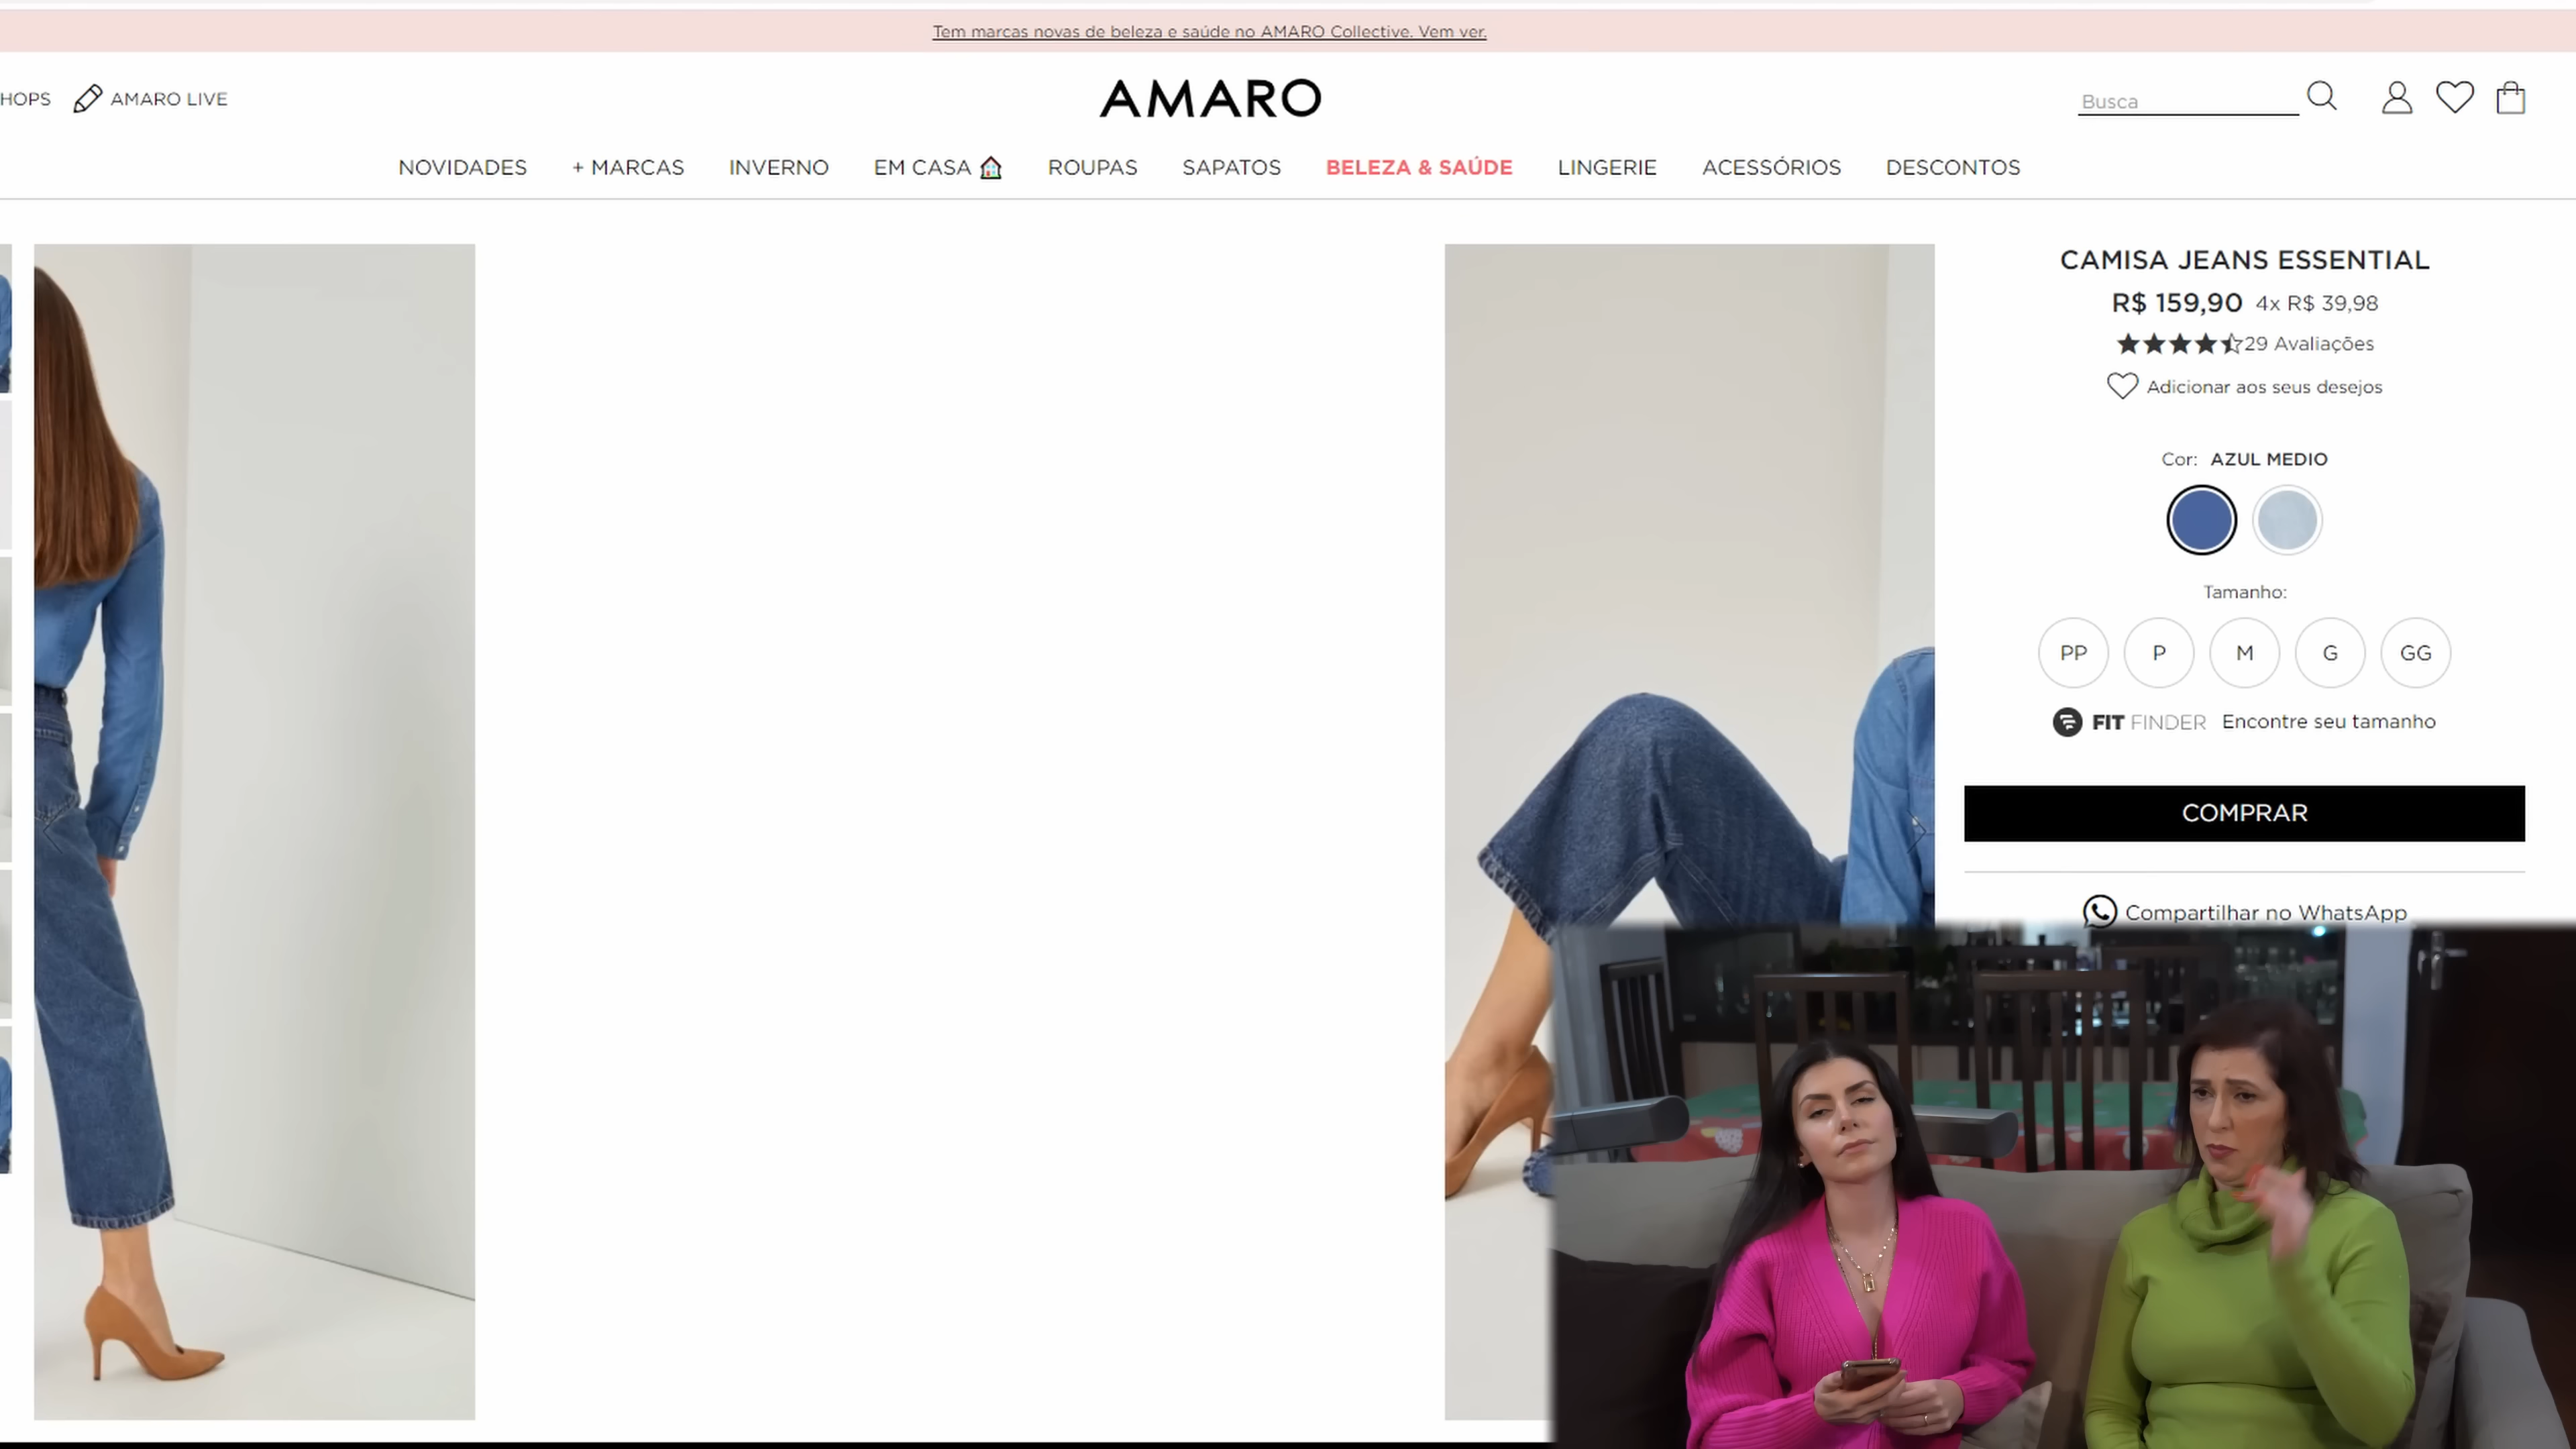 Tem marcas novas de beleza e saúde no AMARO Collective. Vem ver.
HOPS AMARO LIVE
AMARO
Busca
NOVIDADES + MARCAS INVERNO EM CASA ROUPAS SAPATOS BELEZA & SAÚDE LINGERIE ACESSÓRIOS DESCONTOS
CAMISA JEANS ESSENTIAL
R$ 159,90 4x R$ 39,98
29 Avaliações
Adicionar aos seus desejos
Cor: AZUL MEDIO
Tamanho:
PP P M G GG
FIT FINDER Encontre seu tamanho
COMPRAR
Compartilhar no WhatsApp